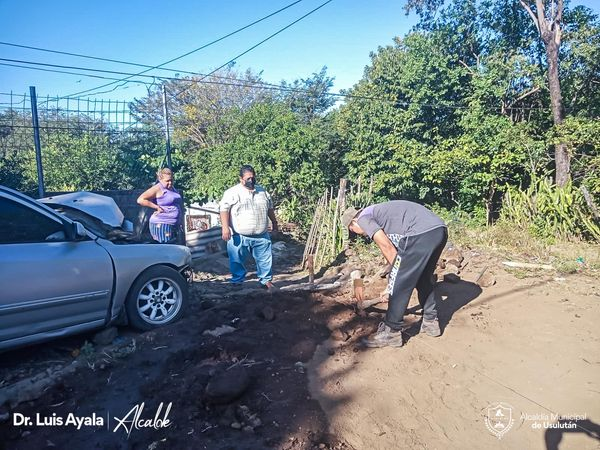 Dr. Luis Ayala | Alcalde
Alcaldía Municipal
de Usulután